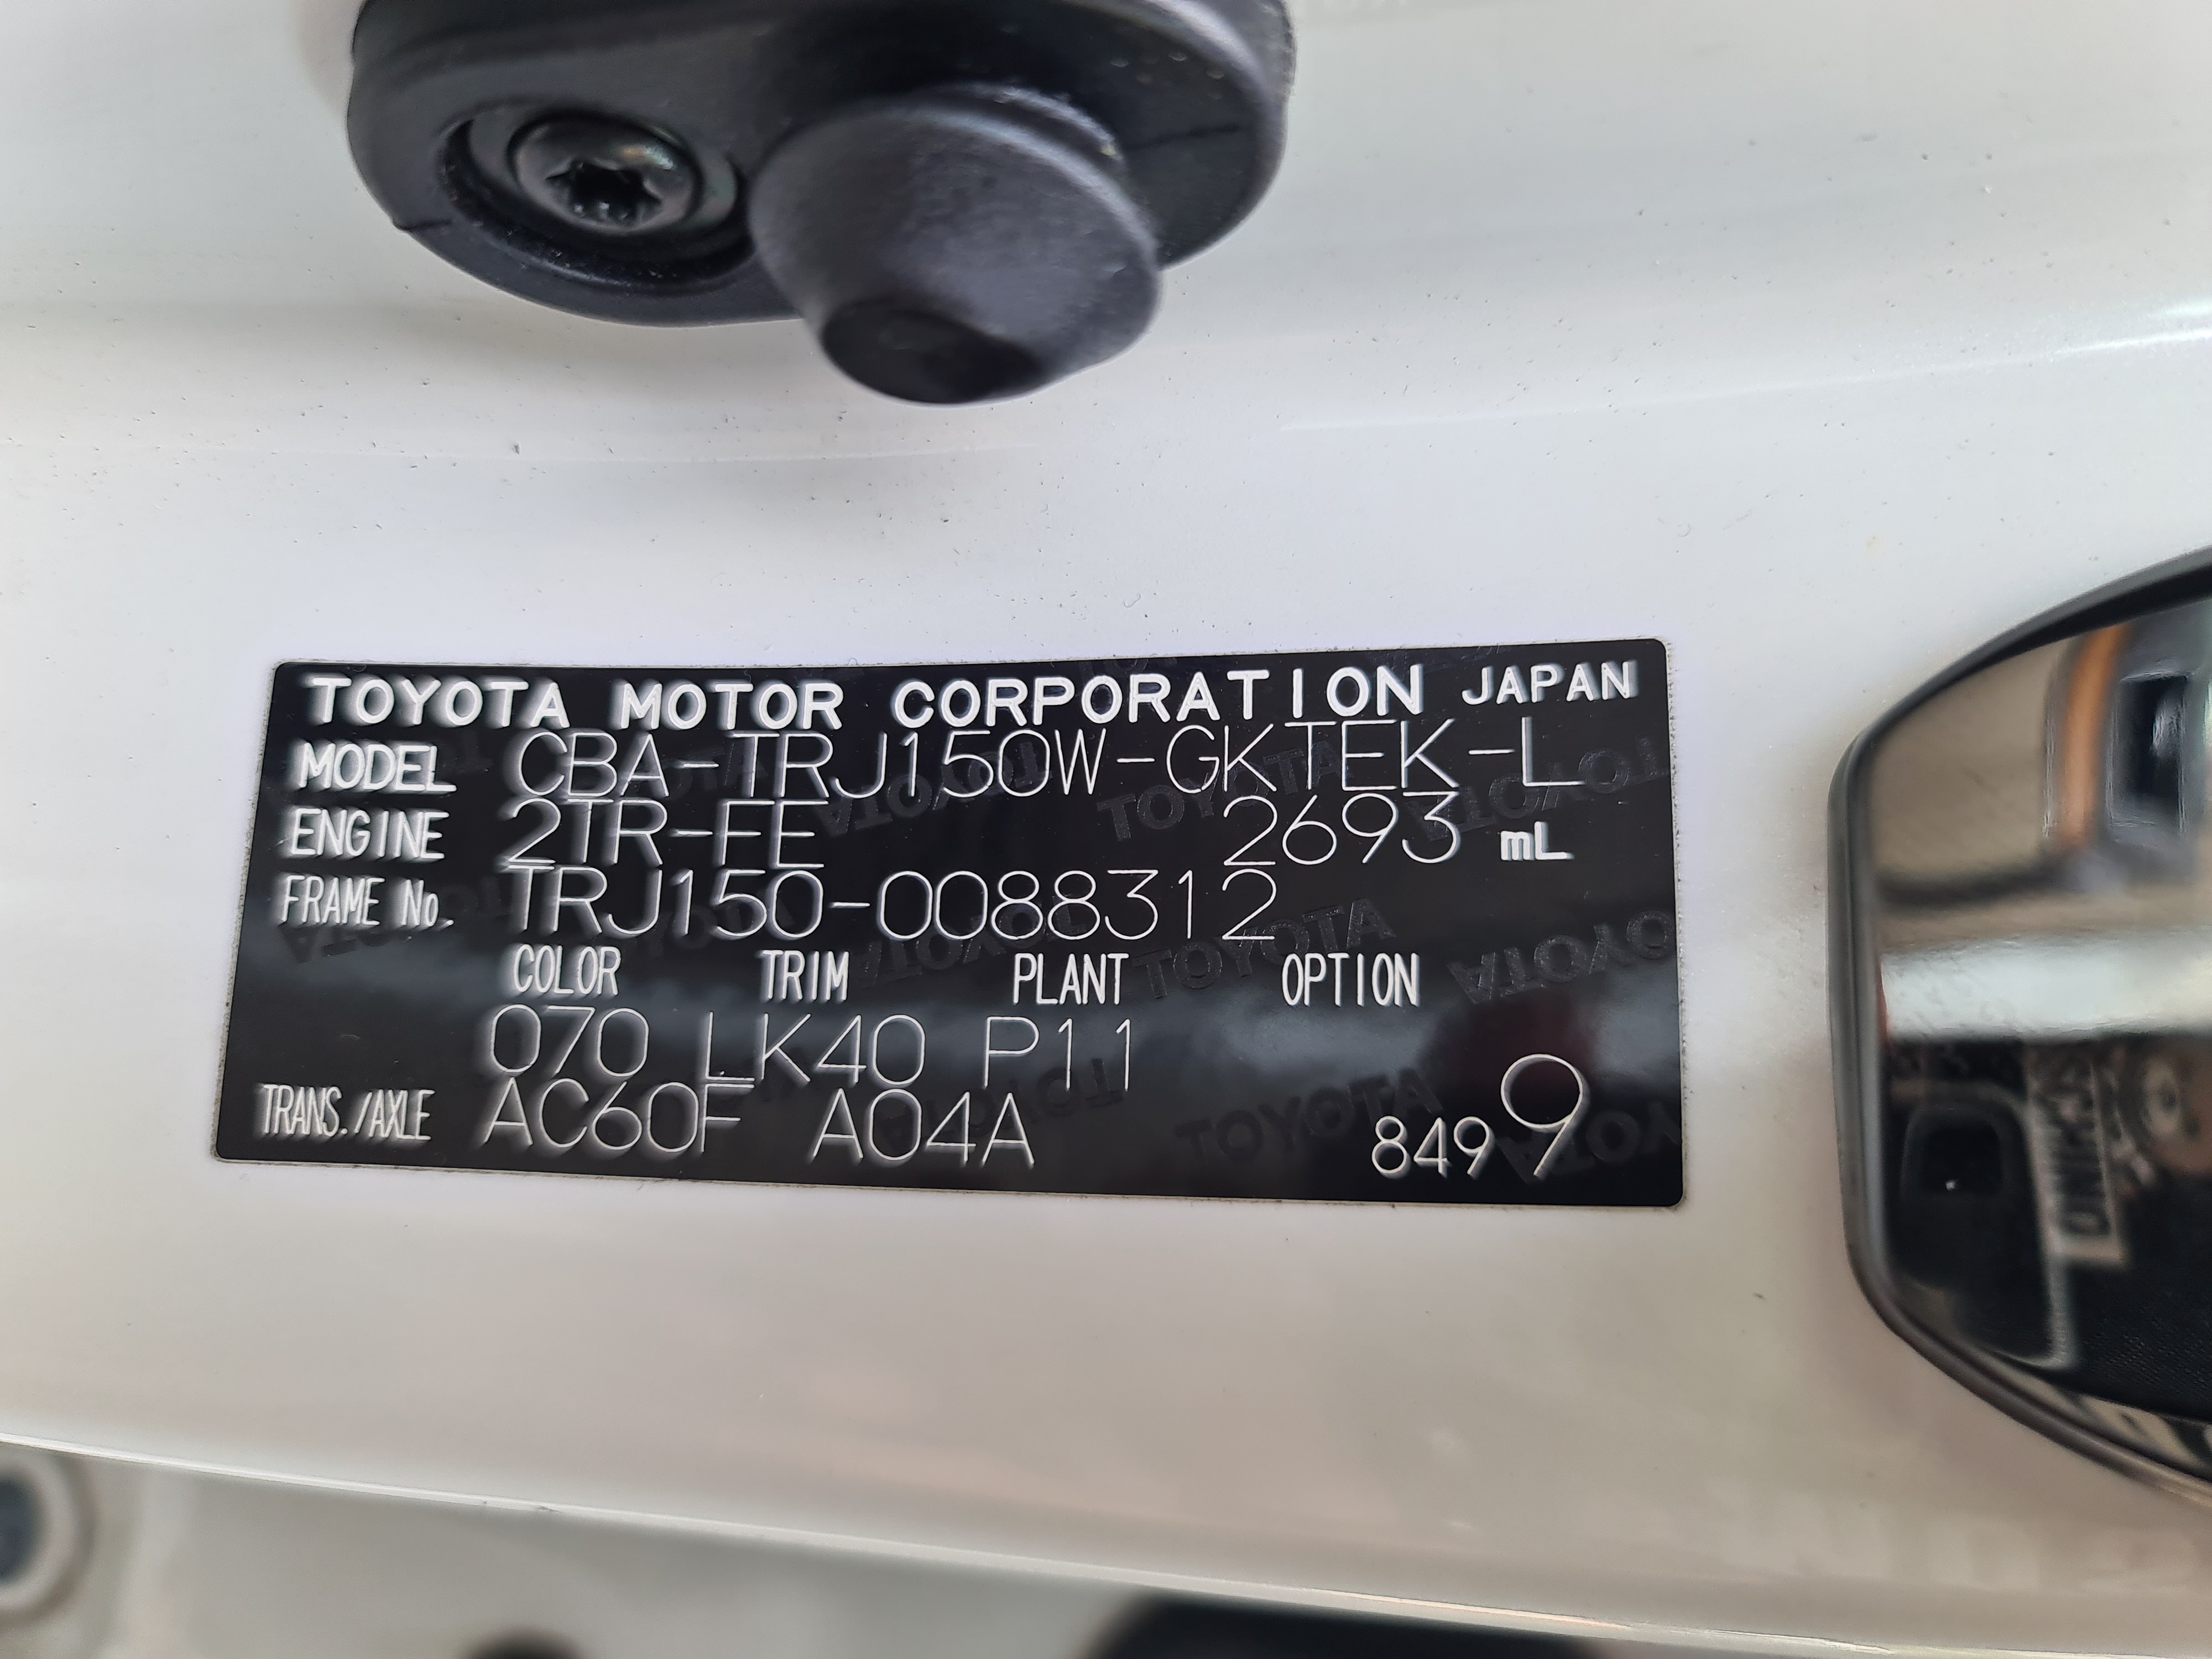 TOYOTA MOTOR CORPORATION JAPAN
MODEL CBA-TRJ150W-GKTEK-L
ENGINE 2TR-FE 2693 mL
FRAME No. TRJ150-0088312
COLOR TRIM PLANT OPTION
070 LK40 P11
TRANS./AXLE AC60F A04A 849 9